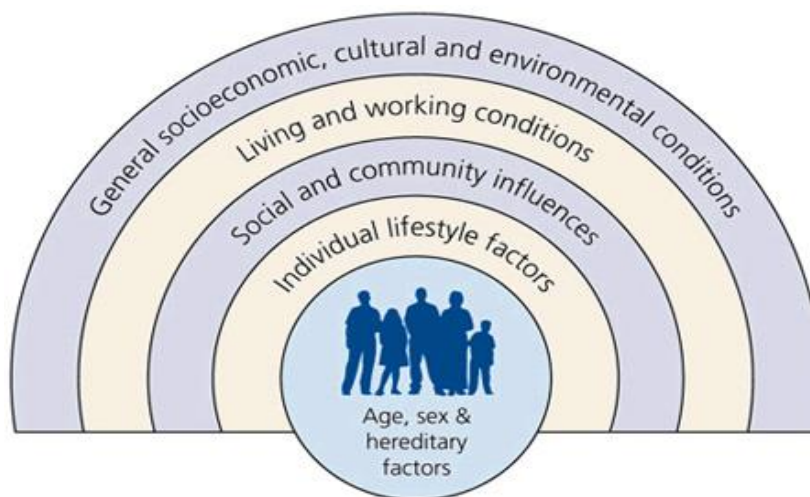 General socioeconomic, cultural and environmental conditions
Living and working conditions
Social and community influences
Individual lifestyle factors
Age, sex &
hereditary
factors